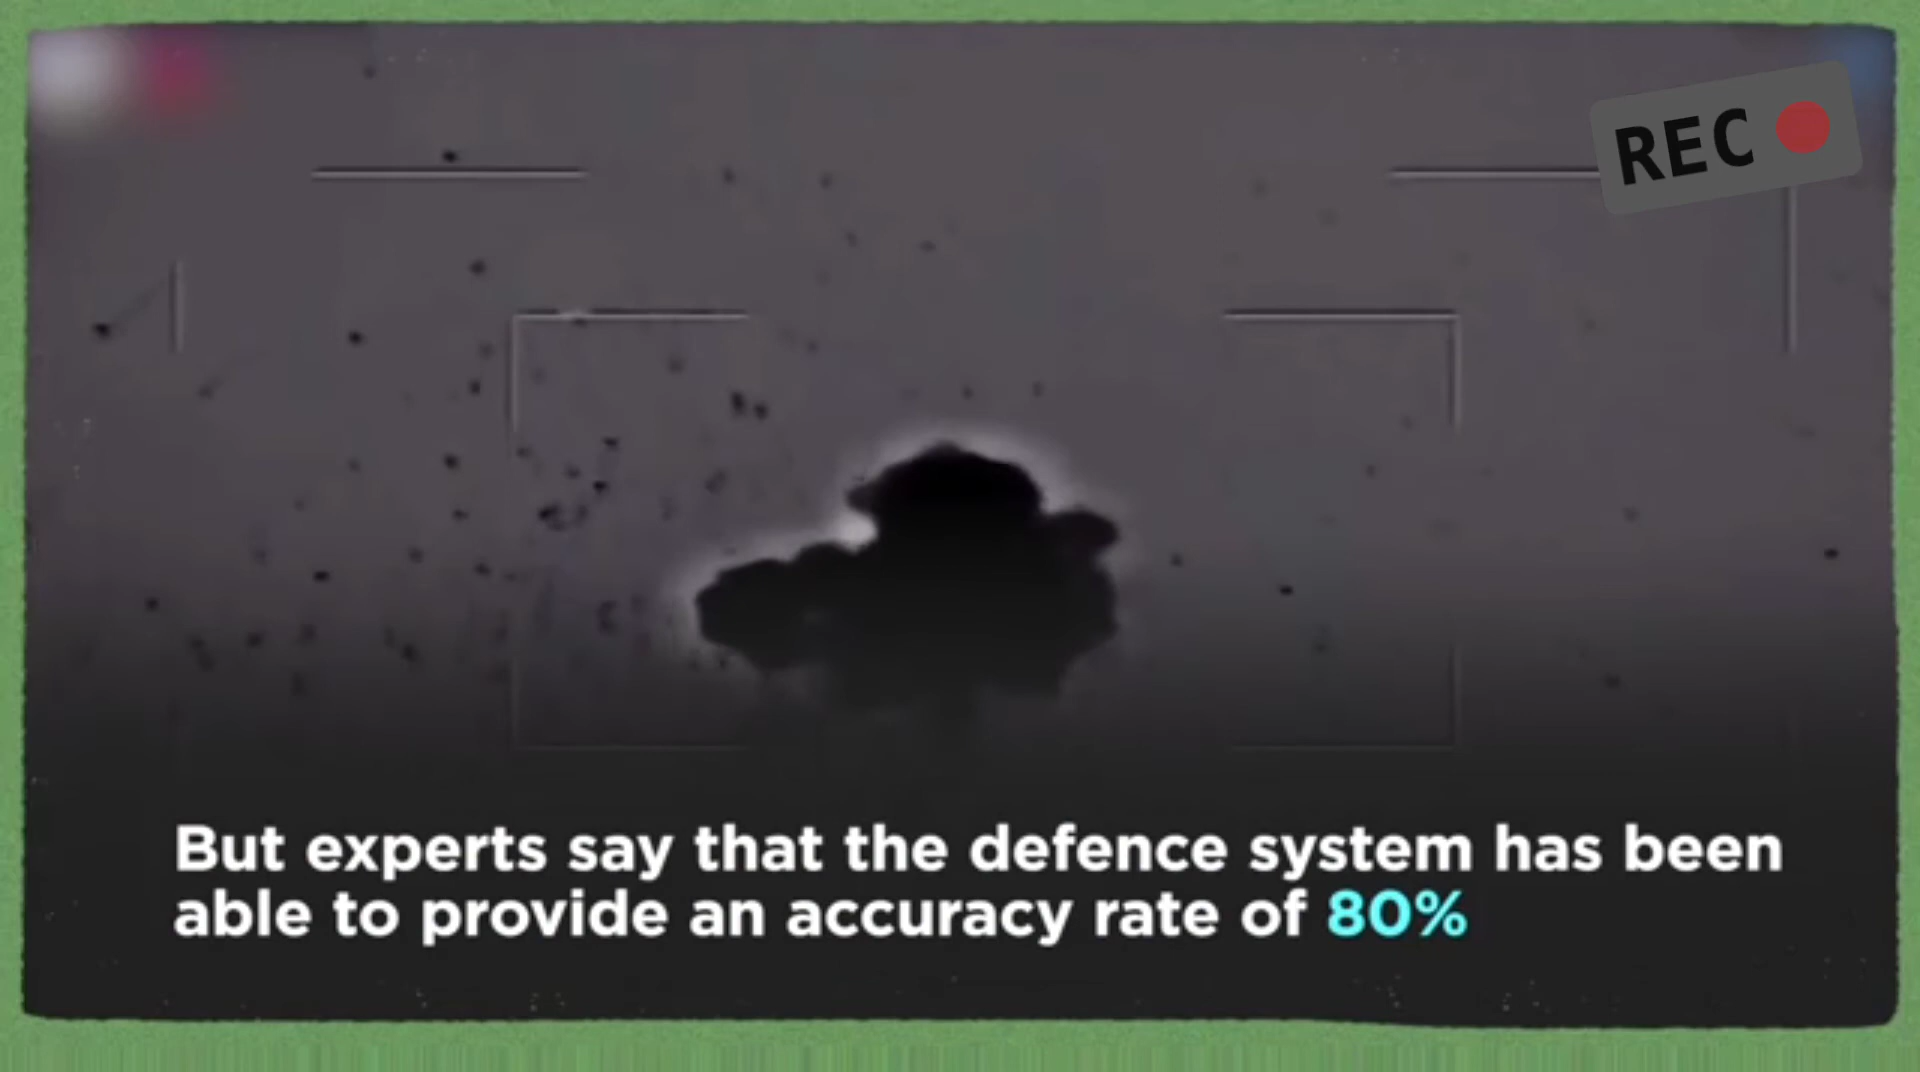 REC
But experts say that the defence system has been
able to provide an accuracy rate of 80%